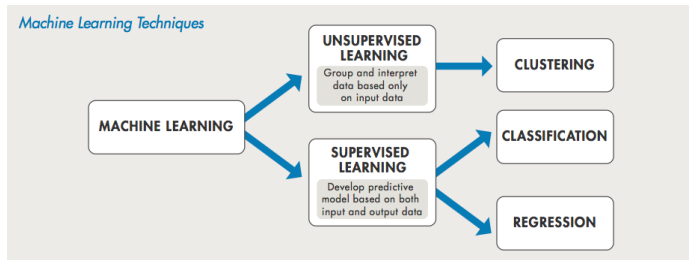 Machine Learning Techniques
MACHINE LEARNING
UNSUPERVISED
LEARNING
Group and interpret
data based only
on input data
CLUSTERING
SUPERVISED
LEARNING
Develop predictive
model based on both
input and output data
CLASSIFICATION
REGRESSION